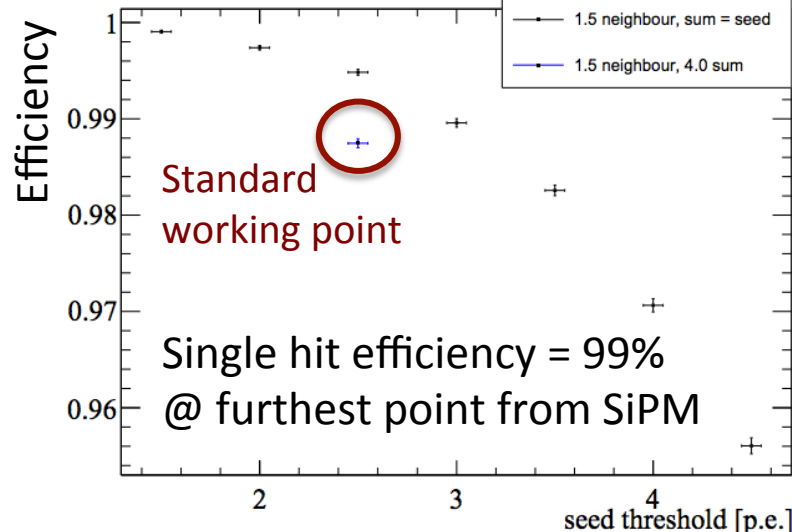 1.5 neighbour, sum = seed
1.5 neighbour, 4.0 sum
Efficiency
1
0.99
0.98
0.97
0.96
Standard
working point
Single hit efficiency = 99%
@ furthest point from SiPM
2
3
4
seed threshold [p.e.]